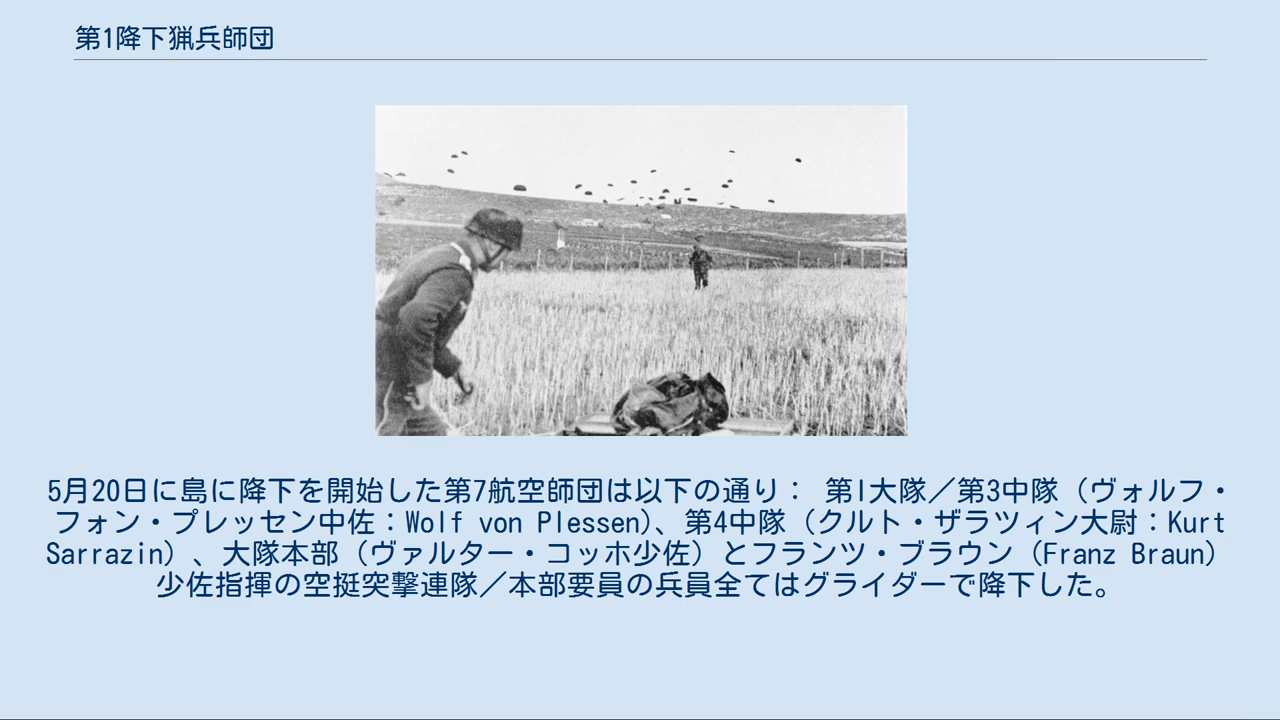 第1降下猟兵師団
5月20日に島に降下を開始した第7航空師団は以下の通り： 第1大隊／第3中隊（ヴォルフ・
フォン・プレッセン中佐：Wolf von Plessen)、第4中隊（クルト・ザラツィン大尉：Kurt
Sarrazin）、大隊本部（ヴァルター・コッホ少佐）とフランツ・ブラウン（Franz Braun）
少佐指揮の空挺突撃連隊／本部要員の兵員全てはグライダーで降下した。